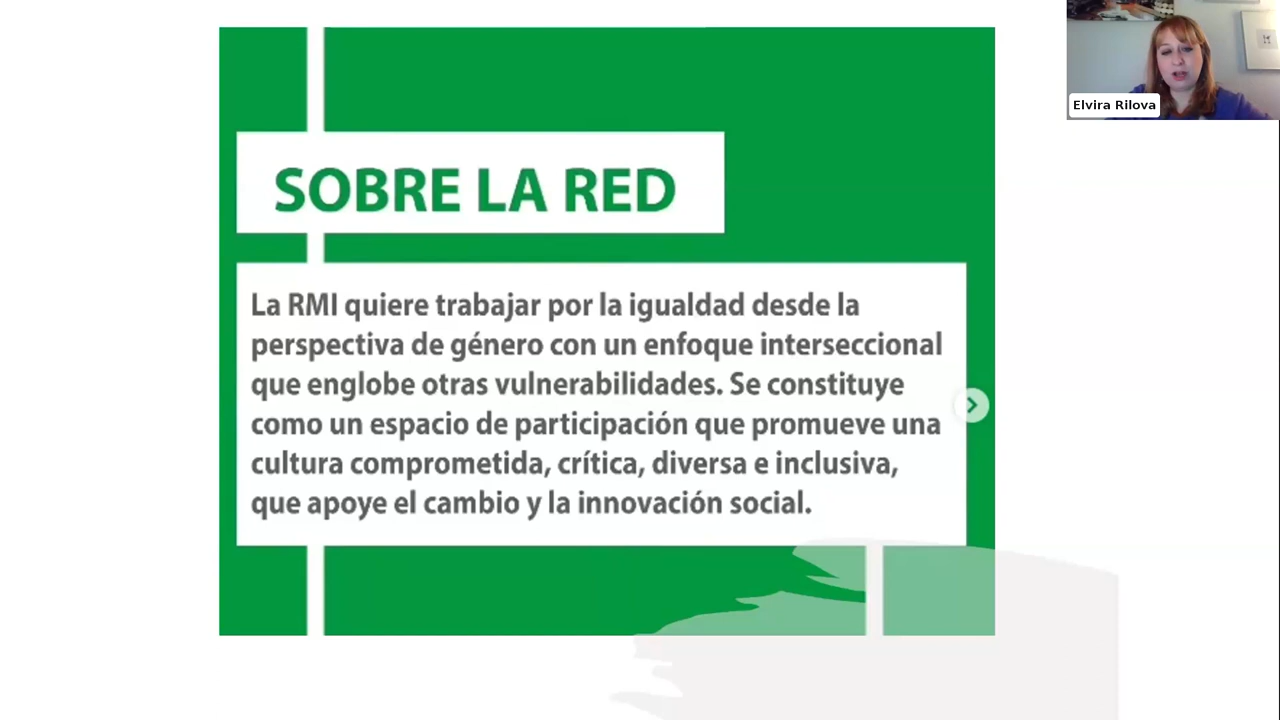 SOBRE LA RED
La RMI quiere trabajar por la igualdad desde la
perspectiva de género con un enfoque interseccional
que englobe otras vulnerabilidades. Se constituye
como un espacio de participación que promueve una
cultura comprometida, crítica, diversa e inclusiva,
que apoye el cambio y la innovación social.
Elvira Rilova